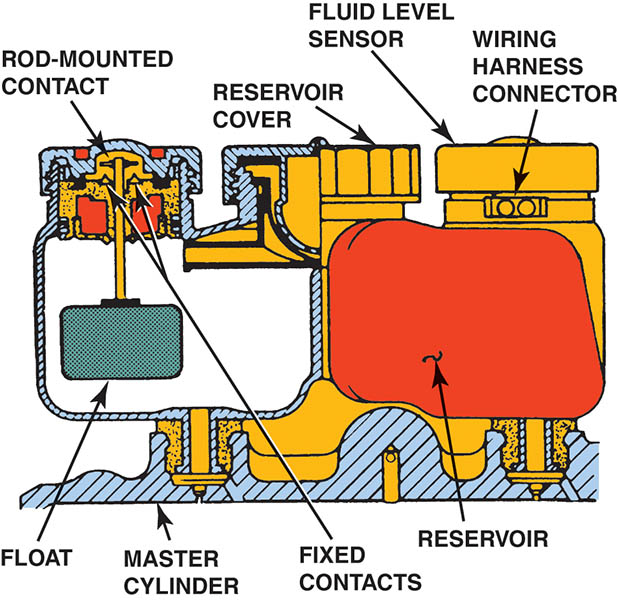 FLUID LEVEL
SENSOR
WIRING
HARNESS
CONNECTOR
ROD-MOUNTED
CONTACT
RESERVOIR
COVER
FLOAT
MASTER
CYLINDER
FIXED
CONTACTS
RESERVOIR